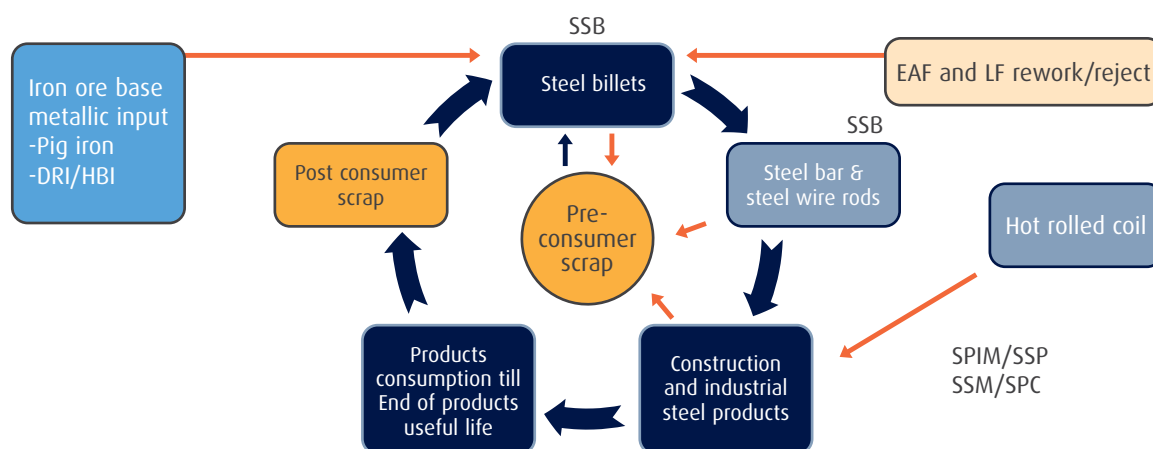 SSB
Steel billets
Iron ore base
metallic input
-Pig iron
-DRI/HBI
EAF and LF rework/reject
SSB
Steel bar &
steel wire rods
Post consumer
scrap
Pre-
consumer
scrap
Hot rolled coil
Products
consumption till
End of products
useful life
Construction
and industrial
steel products
SPIM/SSP
SSM/SPC